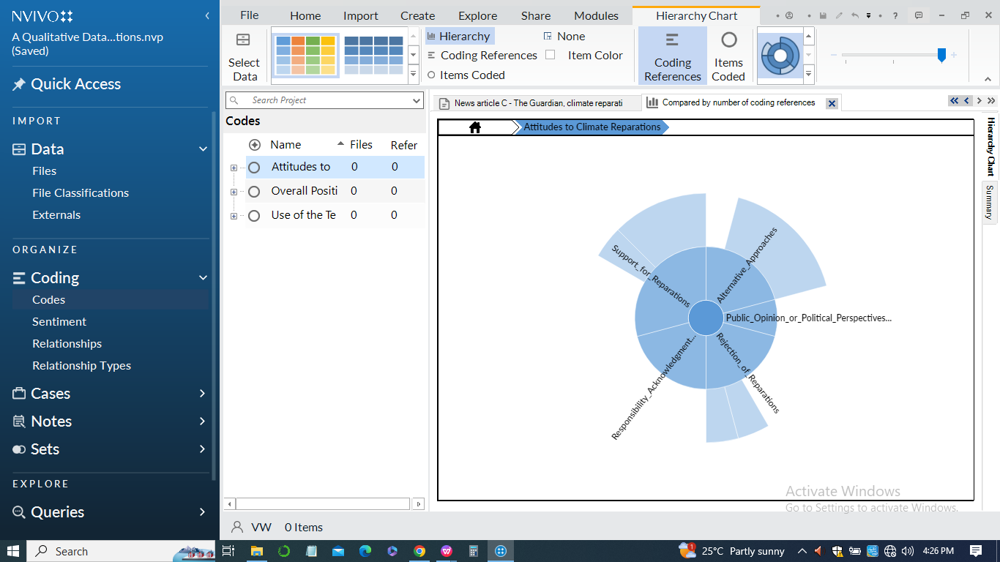 NVIVO
A Qualitative Data...tions.nvp
(Saved)
Quick Access
IMPORT
Data
Files
File Classifications
Externals
ORGANIZE
Coding
Codes
Sentiment
Relationships
Relationship Types
Cases
Notes
Sets
EXPLORE
Queries
File Home Import Create Explore Share Modules Hierarchy Chart
Select
Data
Hierarchy
None
Coding References
Item Color
Items Coded
Coding
References
Items
Coded
Search Project
Codes
Name Files Refer
Attitudes to 0 0
Overall Positi 0 0
Use of the Te 0 0
News article C - The Guardian, climate reparati
Compared by number of coding references
Attitudes to Climate Reparations
Support_for_Reparations
Alternative_Approaches
Public_Opinion_or_Political_Perspectives...
Rejection_of_Reparations
Responsibility_Acknowledgment...
Hierarchy Chart
Summary
Activate Windows
Go to Settings to activate Windows.
VW 0 Items
Search
1
25°C Partly sunny
4:26 PM